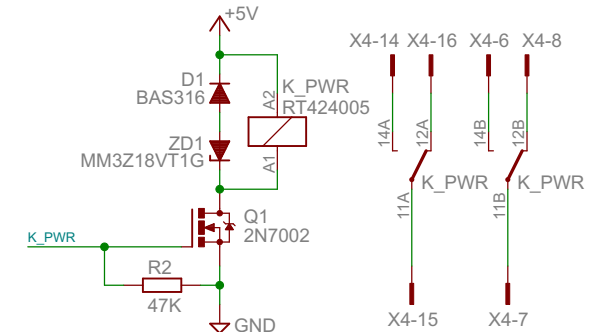 +5V
X4-14 X4-16 X4-6 X4-8
D1
BAS316
A2
K_PWR
RT424005
ZD1
MM3Z18VT1G
A1
14A
12A
14B
12B
K_PWR
K_PWR
11A
11B
Q1
2N7002
K_PWR
R2
47K
GND
X4-15
X4-7